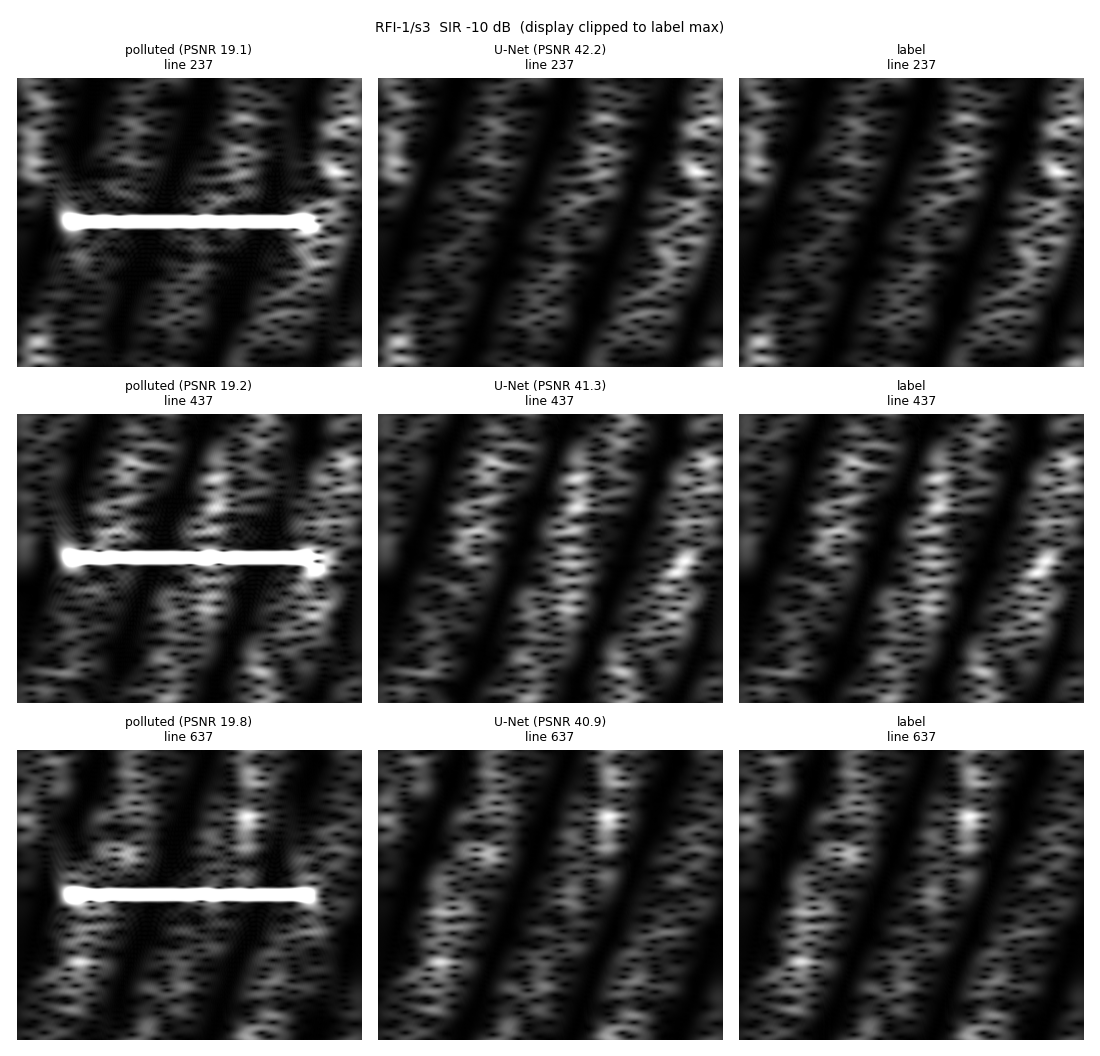 RFI-1/s3  SIR -10 dB  (display clipped to label max)
polluted (PSNR 19.1)
line 237
U-Net (PSNR 42.2)
line 237
label
line 237
polluted (PSNR 19.2)
line 437
U-Net (PSNR 41.3)
line 437
label
line 437
polluted (PSNR 19.8)
line 637
U-Net (PSNR 40.9)
line 637
label
line 637